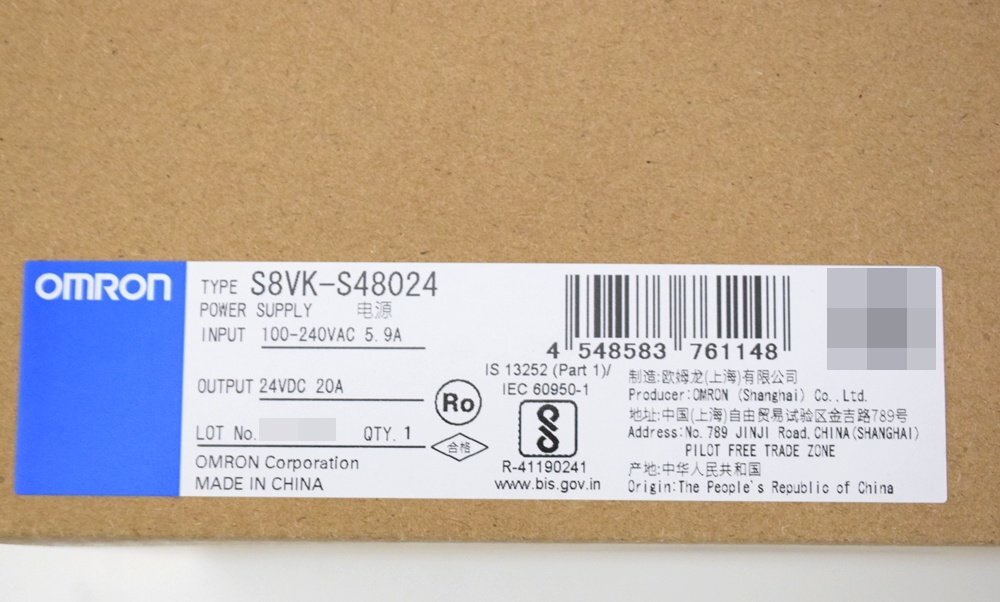 OMRON
TYPE S8VK-S48024
POWER SUPPLY 电源
INPUT 100-240VAC 5.9A
OUTPUT 24VDC 20A
LOT No.
QTY. 1
OMRON Corporation
MADE IN CHINA
Ro
合格
4 548583 761148
IS 13252 (Part 1)/
IEC 60950-1
R-41190241
www.bis.gov.in
制造:欧姆龙(上海)有限公司
Producer:OMRON (Shanghai) Co.,Ltd.
地址:中国(上海)自由贸易试验区金吉路789号
Address:No.789 JINJI Road,CHINA(SHANGHAI)
PILOT FREE TRADE ZONE
产地:中华人民共和国
Origin:The People's Republic of China